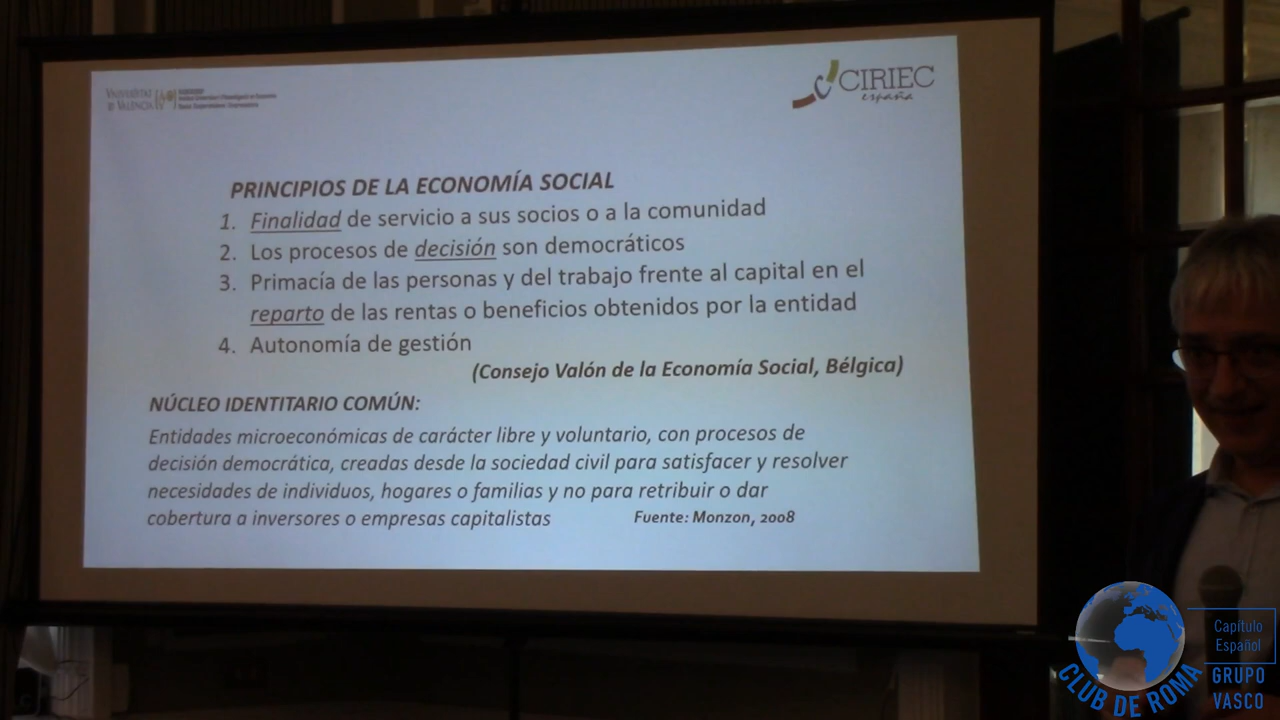 VNIVERSITAT
DE VALÈNCIA
CIRIEC
españa
PRINCIPIOS DE LA ECONOMÍA SOCIAL
1. Finalidad de servicio a sus socios o a la comunidad
2. Los procesos de decisión son democráticos
3. Primacía de las personas y del trabajo frente al capital en el
reparto de las rentas o beneficios obtenidos por la entidad
4. Autonomía de gestión
(Consejo Valón de la Economía Social, Bélgica)
NÚCLEO IDENTITARIO COMÚN:
Entidades microeconómicas de carácter libre y voluntario, con procesos de
decisión democrática, creadas desde la sociedad civil para satisfacer y resolver
necesidades de individuos, hogares o familias y no para retribuir o dar
cobertura a inversores o empresas capitalistas
Fuente: Monzon, 2008
CLUB DE ROMA
Capítulo
Español
GRUPO
VASCO